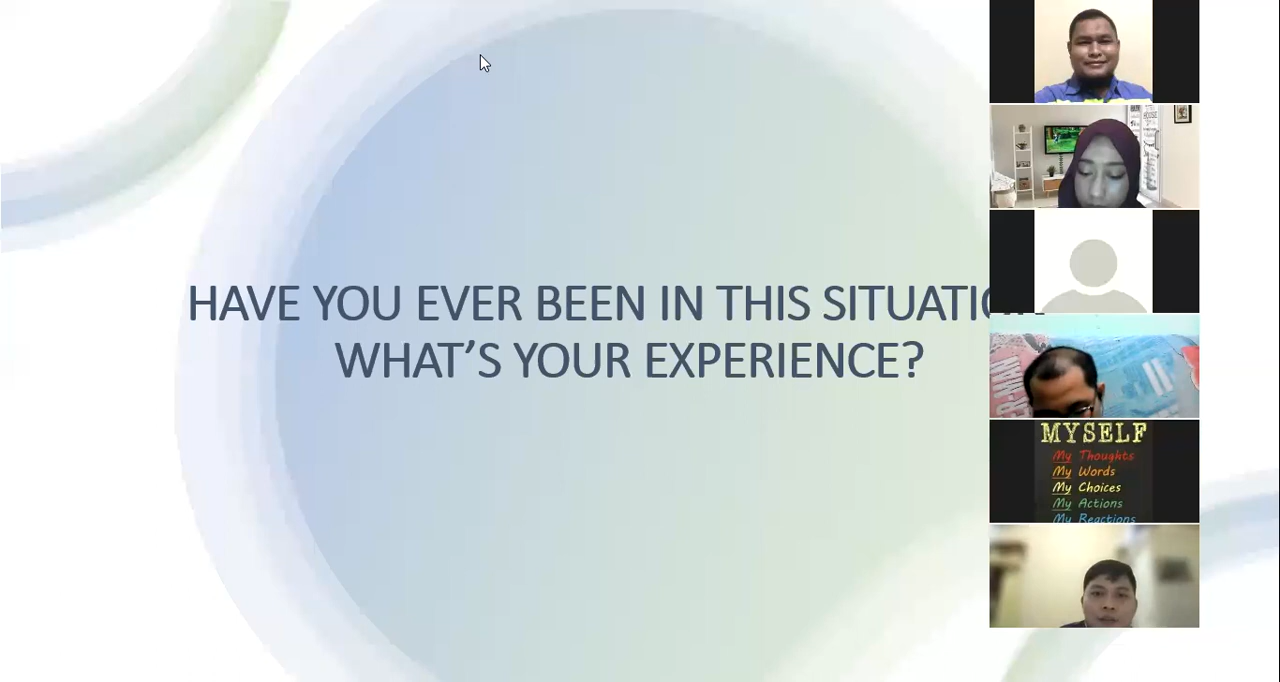 HAVE YOU EVER BEEN IN THIS
WHAT'S YOUR EXPERIENCE?
MYSELF
My Thoughts
My Words
My Choices
My Actions
My Reactions